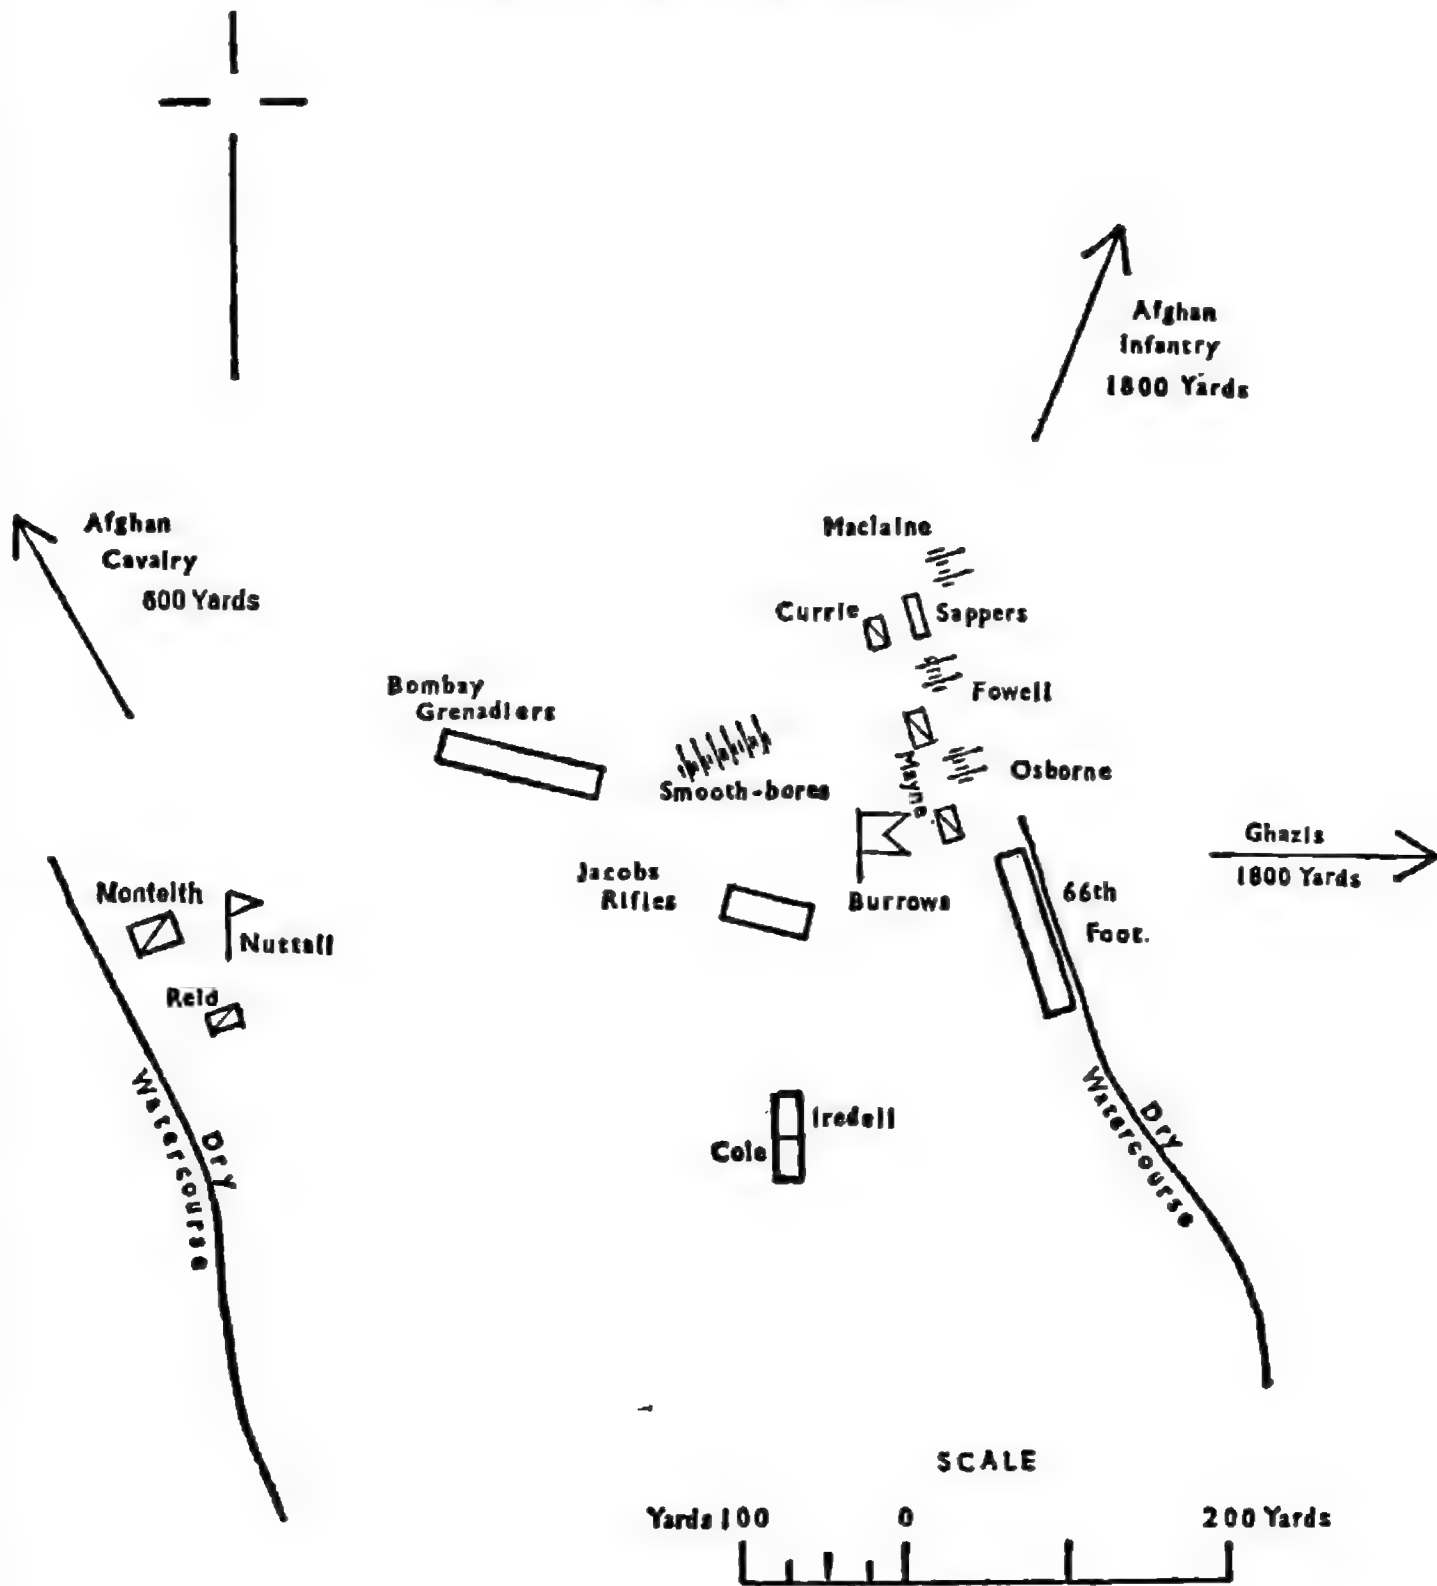 Afghan
Infantry
1800 Yards
Afghan
Cavalry
600 Yards
Maclaine
Currie
Sappers
Bombay
Grenadiers
Fowell
Smooth-bores
Mayne.
Osborne
Ghazis
1800 Yards
Jacobs
Rifles
Burrows
66th
Foot.
Monteith
Nuttall
Reid
Dry
Watercourse
Iredell
Cole
Dry
Watercourse
SCALE
Yards 100 0 200 Yards